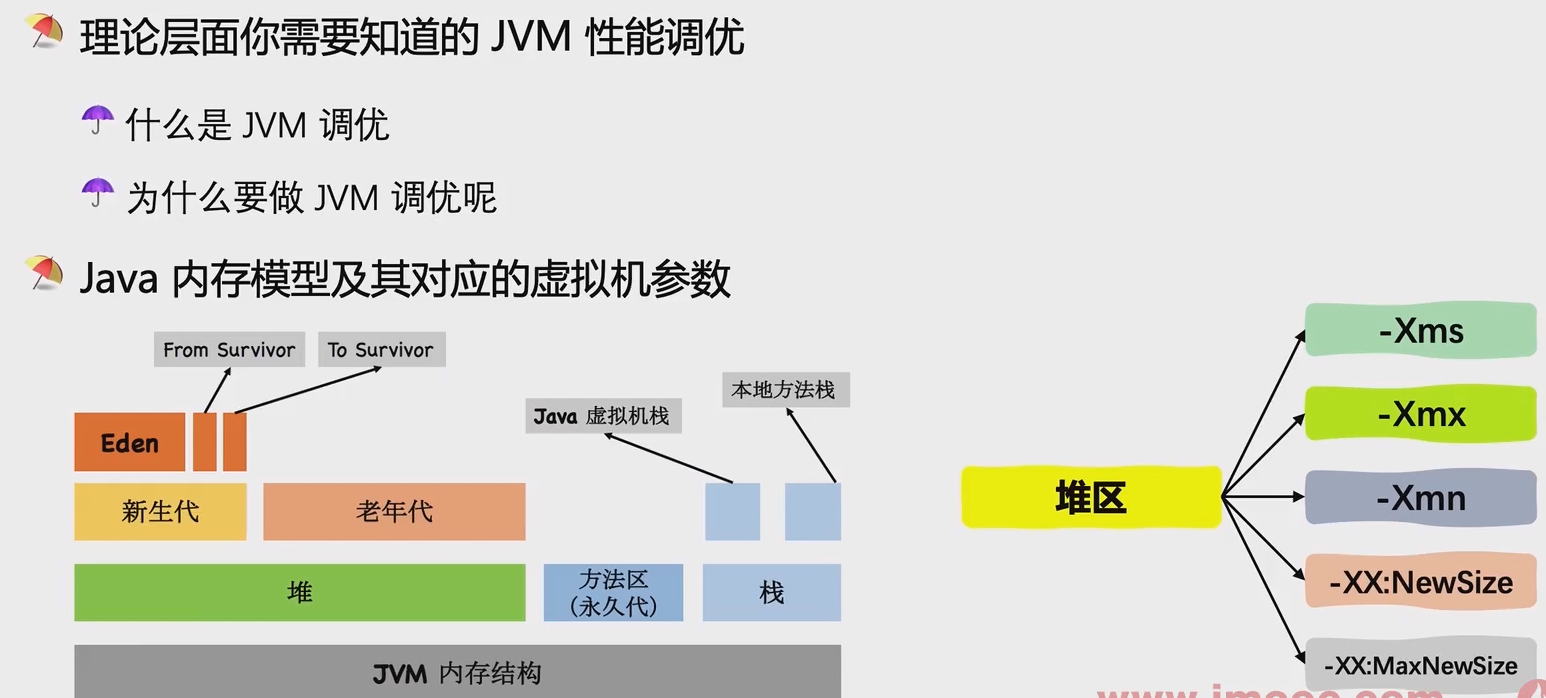 理论层面你需要知道的 JVM 性能调优
什么是 JVM 调优
为什么要做 JVM 调优呢
Java 内存模型及其对应的虚拟机参数
From Survivor
To Survivor
Java 虚拟机栈
本地方法栈
Eden
新生代
老年代
堆
方法区
(永久代)
栈
JVM 内存结构
堆区
-Xms
-Xmx
-Xmn
-XX:NewSize
-XX:MaxNewSize